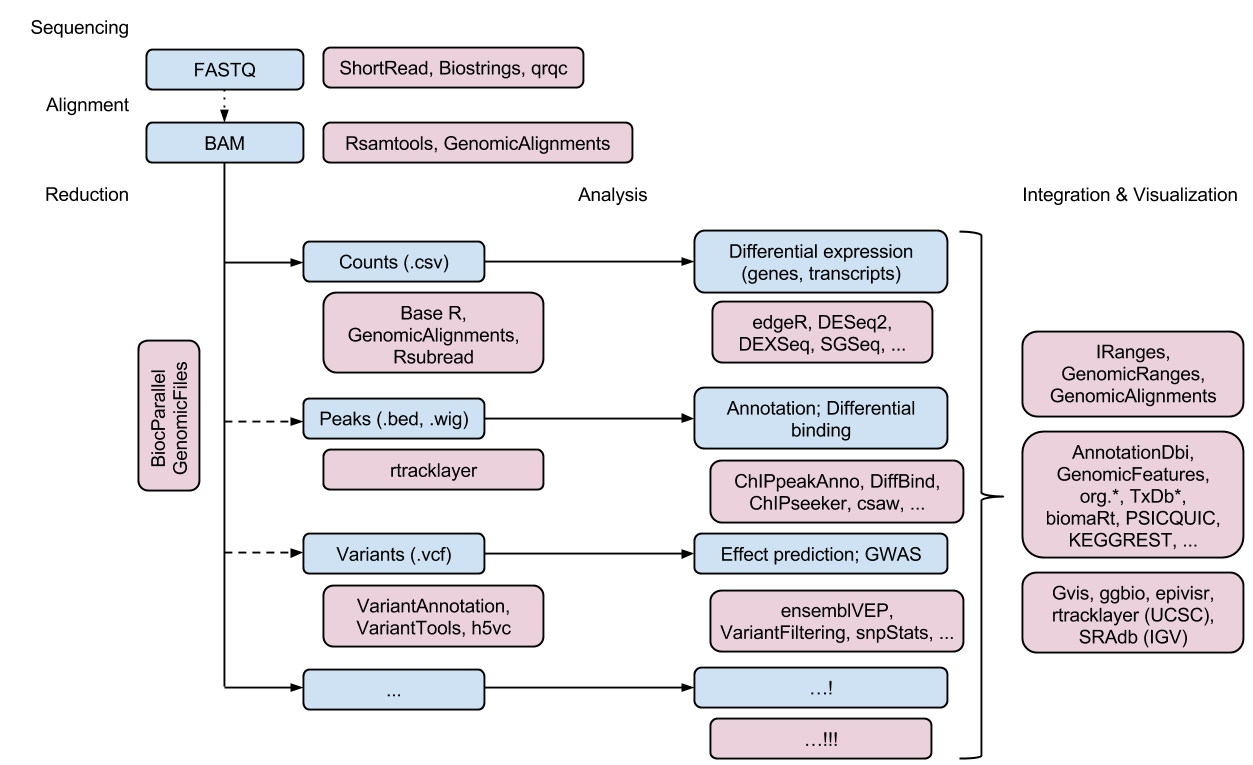 Sequencing
FASTQ
ShortRead, Biostrings, qrqc
Alignment
BAM
Rsamtools, GenomicAlignments
Reduction
Analysis
Integration & Visualization
Counts (.csv)
Differential expression
(genes, transcripts)
Base R,
GenomicAlignments,
Rsubread
edgeR, DESeq2,
DEXSeq, SGSeq, ...
BiocParallel
GenomicFiles
Peaks (.bed, .wig)
Annotation; Differential
binding
rtracklayer
ChIPpeakAnno, DiffBind,
ChIPseeker, csaw, ...
Variants (.vcf)
Effect prediction; GWAS
VariantAnnotation,
VariantTools, h5vc
ensemblVEP,
VariantFiltering, snpStats, ...
...
...!
...!!!
IRanges,
GenomicRanges,
GenomicAlignments
AnnotationDbi,
GenomicFeatures,
org.*, TxDb*,
biomaRt, PSICQUIC,
KEGGREST, ...
Gvis, ggbio, epivisr,
rtracklayer (UCSC),
SRAdb (IGV)